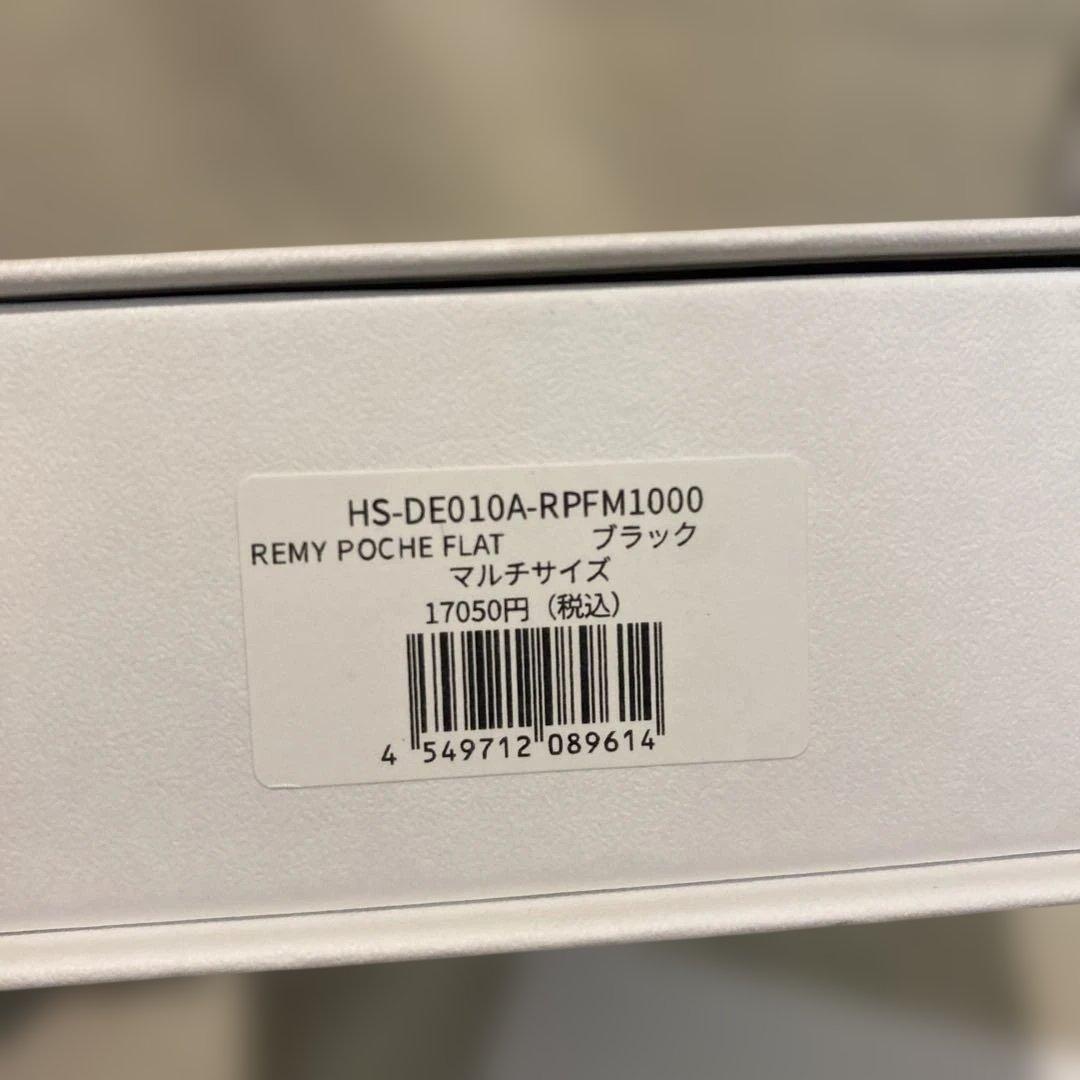 HS-DE010A-RPFM1000
REMY POCHE FLAT ブラック
マルチサイズ
17050円（税込）
4 549712 089614